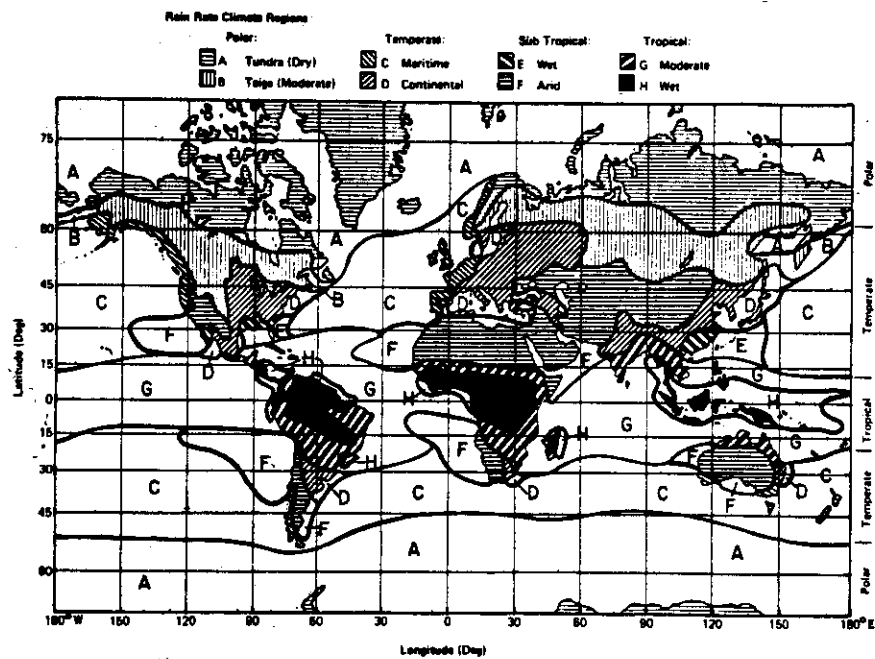 Rain Rate Climate Regions
Polar: Temperate: Sub Tropical: Tropical:
A Tundra (Dry) C Maritime E Wet G Moderate
B Taiga (Moderate) D Continental F Arid H Wet
75
A
A
A
Polar
C
D
60
B
A
A
B
45
C
D
B
C
D
D
C
Temperate
30
F
E
15
D
H
F
F
G
G
G
H
H
0
Latitude (Deg)
G
Tropical
15
H
G
F
F
F
C
30
C
H
D
C
D
C
F
D
Temperate
45
F
A
A
60
A
Polar
180° W 150 120 90 60 30 0 30 60 90 120 150 180° E
Longitude (Deg)